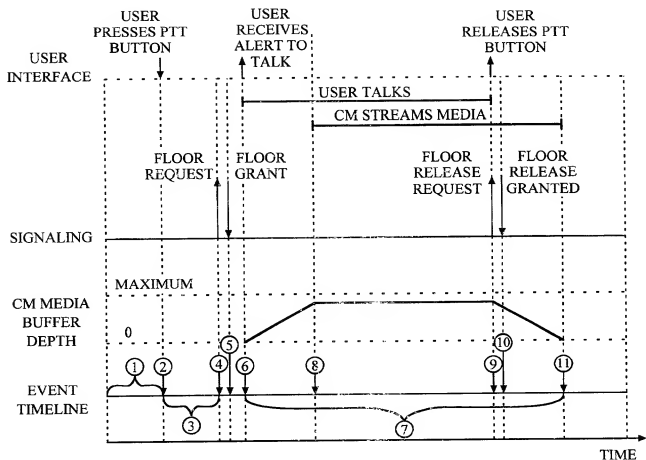 USER
PRESSES PTT
BUTTON
USER
RECEIVES
ALERT TO
TALK
USER
RELEASES PTT
BUTTON
USER
INTERFACE
USER TALKS
CM STREAMS MEDIA
FLOOR
REQUEST
FLOOR
GRANT
FLOOR
RELEASE
REQUEST
FLOOR
RELEASE
GRANTED
SIGNALING
MAXIMUM
CM MEDIA
BUFFER
DEPTH
0
1
2
3
4
5
6
7
8
9
10
11
EVENT
TIMELINE
TIME